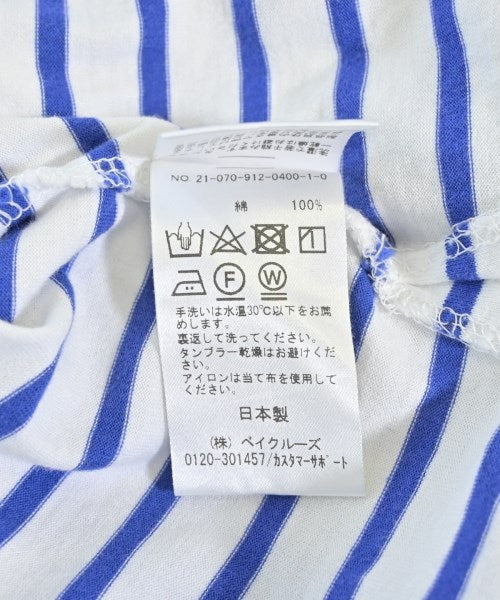 NO. 21-070-912-0400-1-0
綿 100%
手洗いは水温30℃以下をお薦
めします。
裏返して洗ってください。
タンブラー乾燥はお避けくだ
さい。
アイロンは当て布を使用して
ください。
日本製
(株) ベイクルーズ
0120-301457/カスタマーサポート